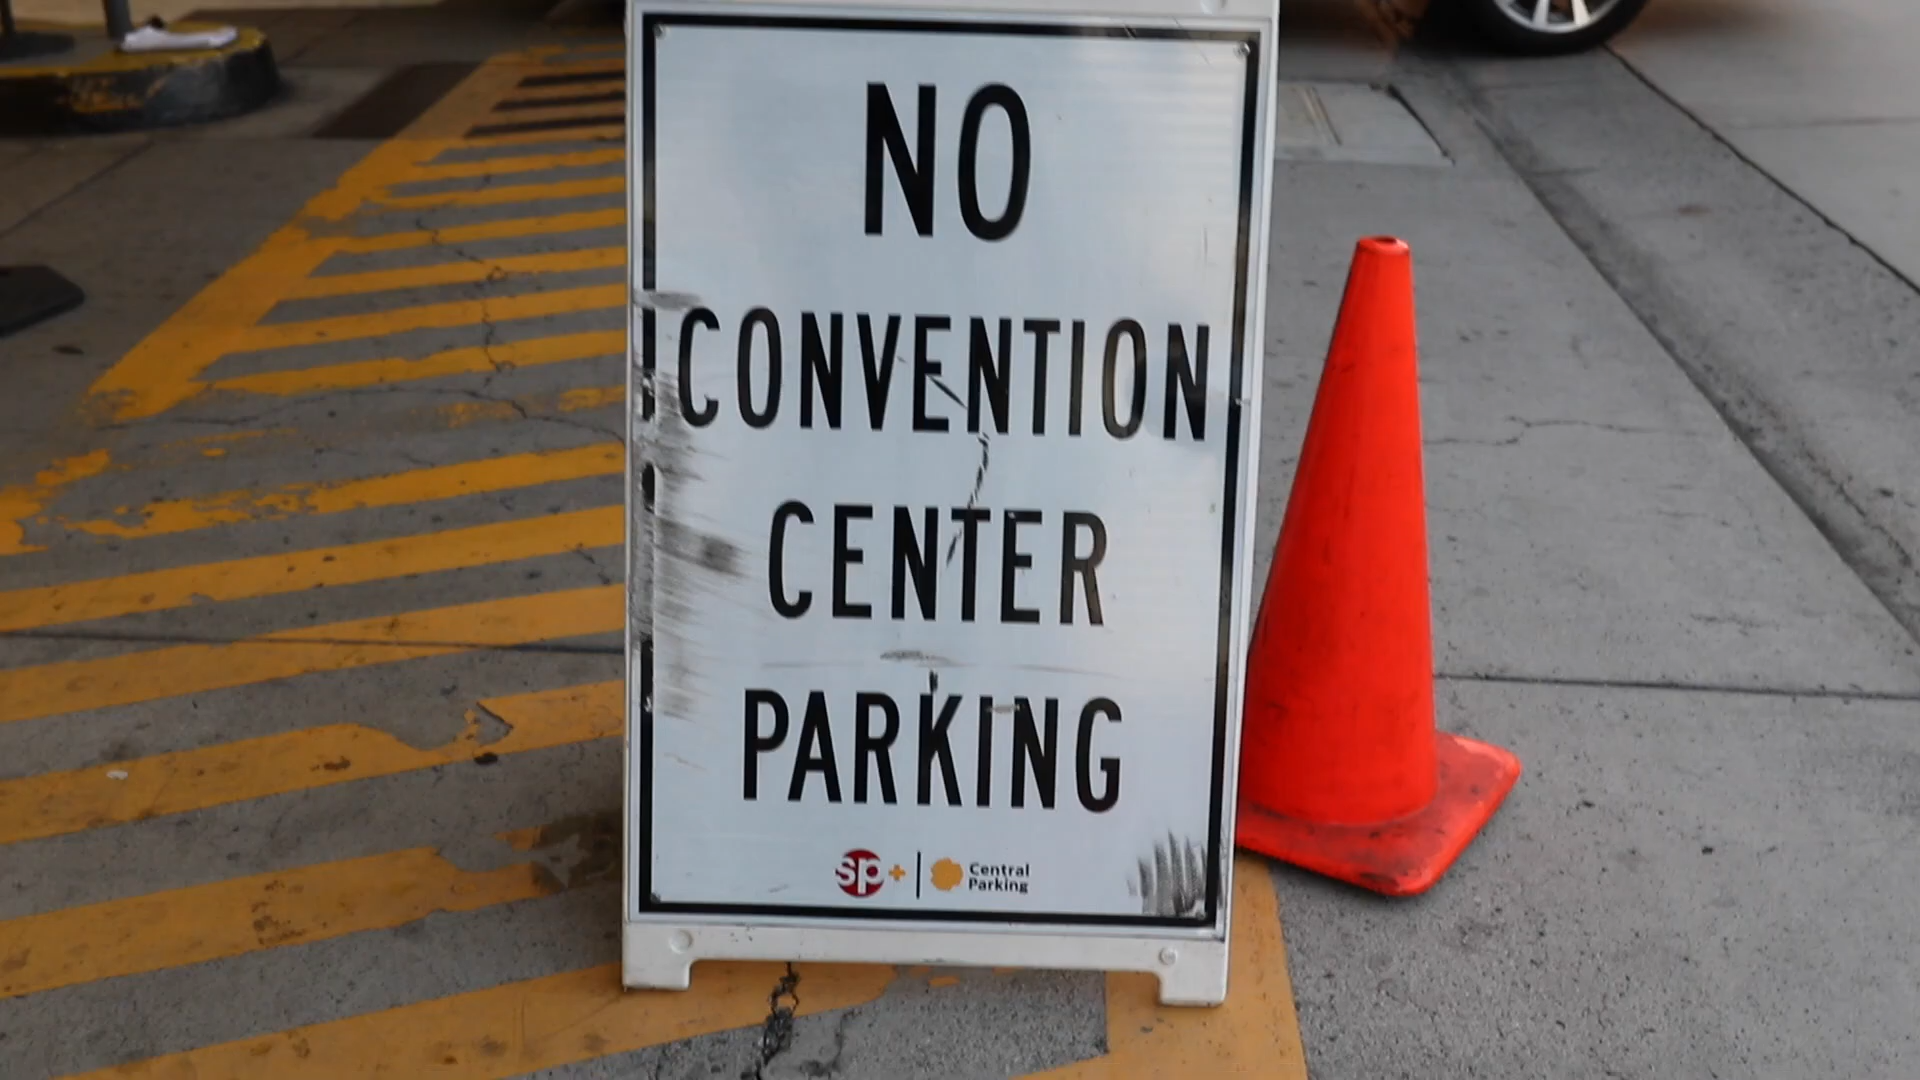 NO
CONVENTION
CENTER
PARKING
sp+ | Central
Parking